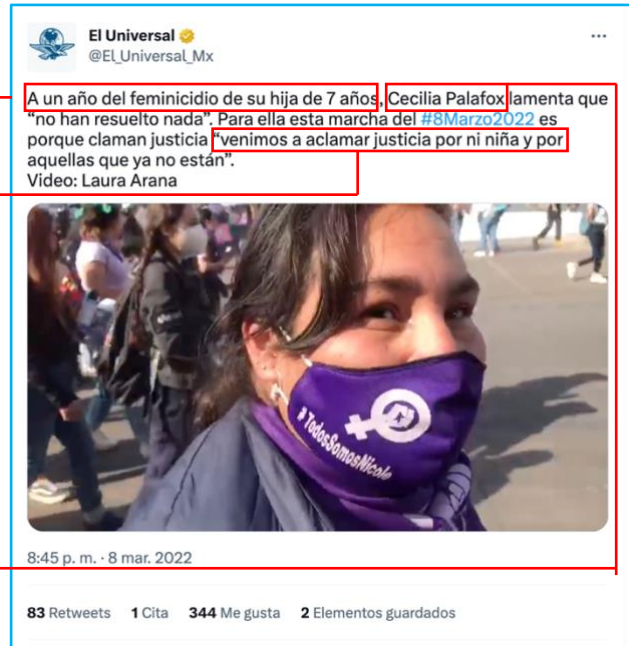 El Universal
@El_Universal_Mx
A un año del feminicidio de su hija de 7 años, Cecilia Palafox lamenta que
“no han resuelto nada”. Para ella esta marcha del #8Marzo2022 es
porque claman justicia “venimos a aclamar justicia por ni niña y por
aquellas que ya no están”.
Video: Laura Arana
#TodosSomosNicole
8:45 p. m. · 8 mar. 2022
83 Retweets 1 Cita 344 Me gusta 2 Elementos guardados